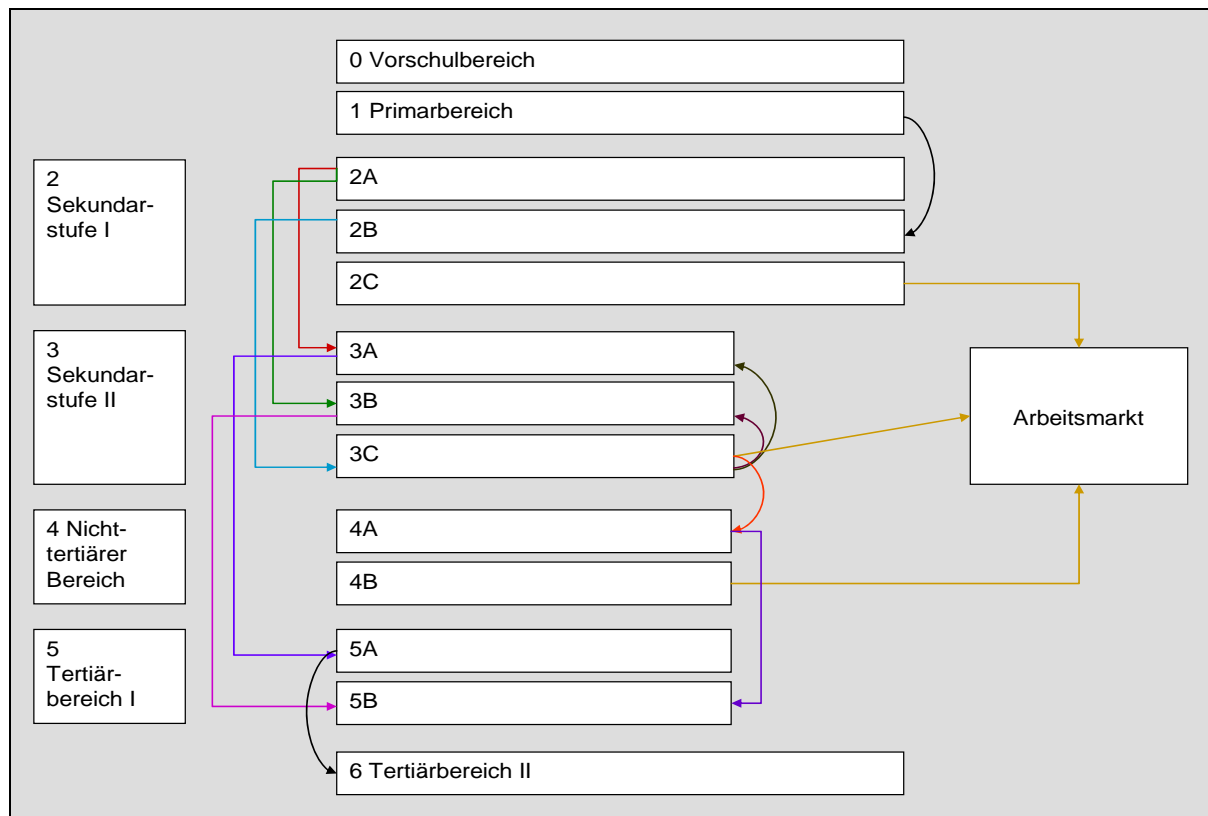 0 Vorschulbereich
1 Primarbereich
2
Sekundar-
stufe I
2A
2B
2C
3
Sekundar-
stufe II
3A
3B
3C
Arbeitsmarkt
4 Nicht-
tertiärer
Bereich
4A
4B
5
Tertiär-
bereich I
5A
5B
6 Tertiärbereich II